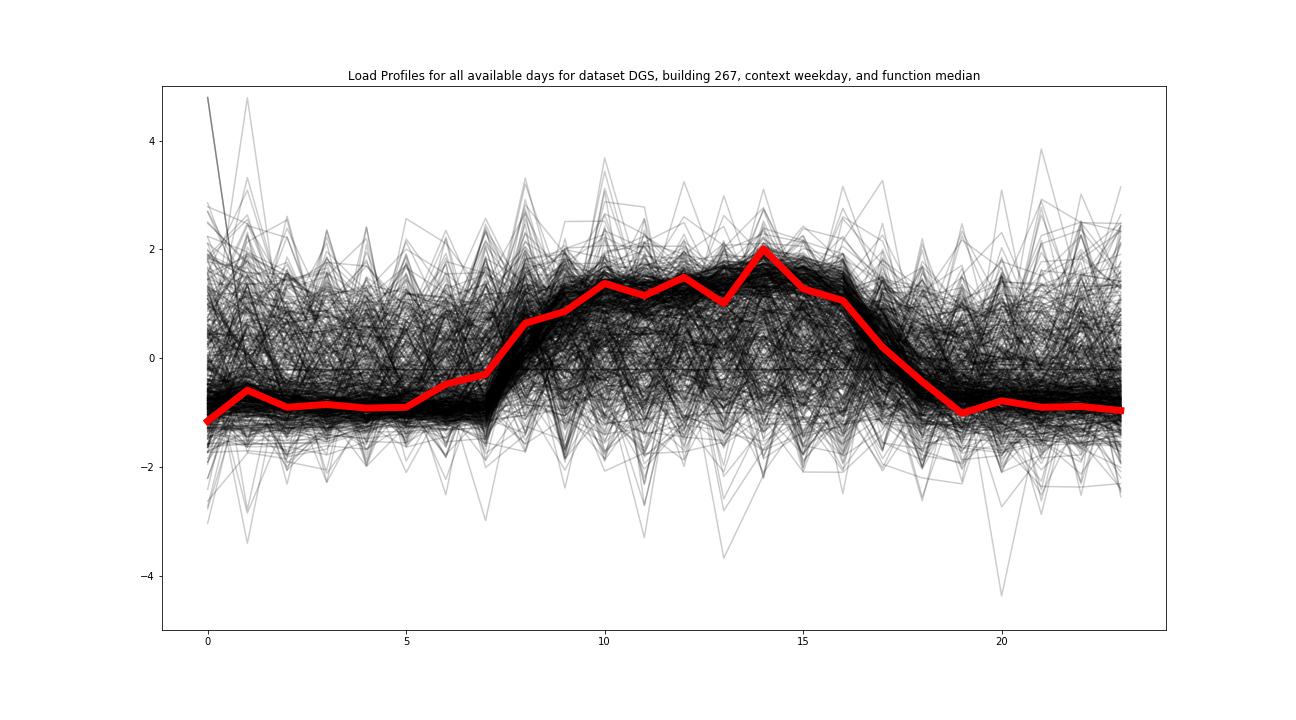 Load Profiles for all available days for dataset DGS, building 267, context weekday, and function median
4
2
0
−2
−4
0 5 10 15 20